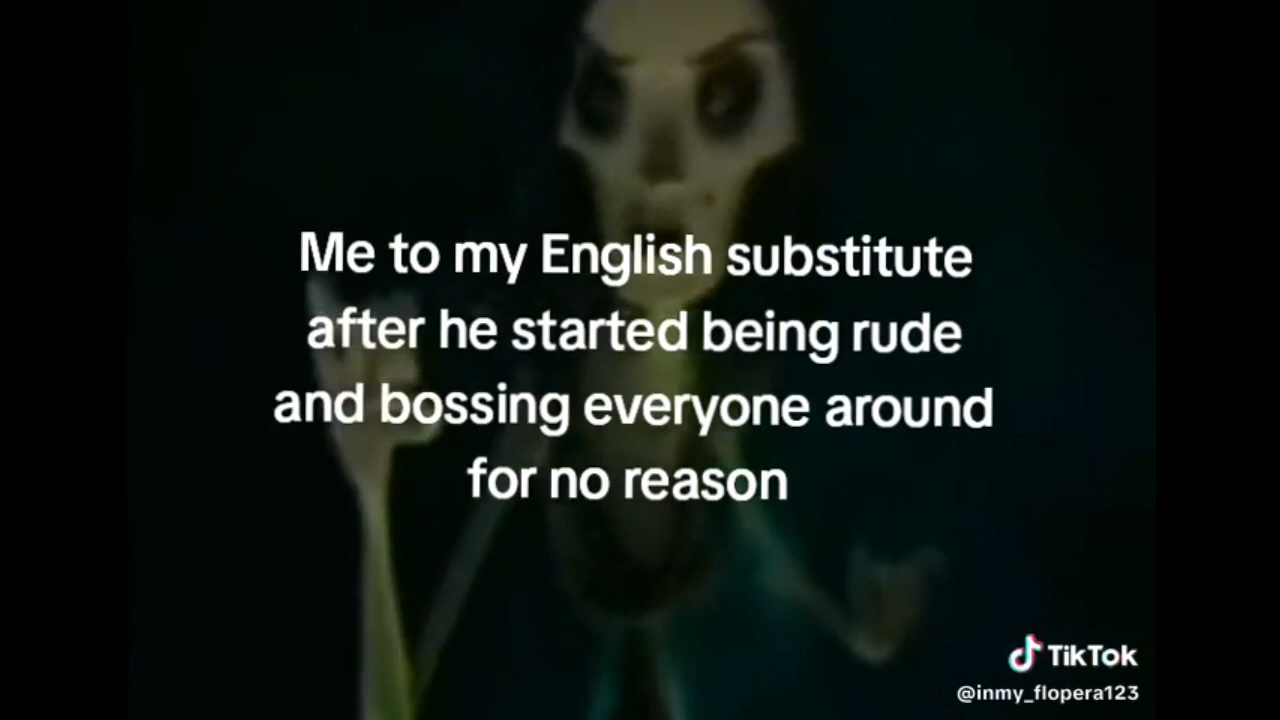 Me to my English substitute
after he started being rude
and bossing everyone around
for no reason
TikTok
@inmy_flopera123